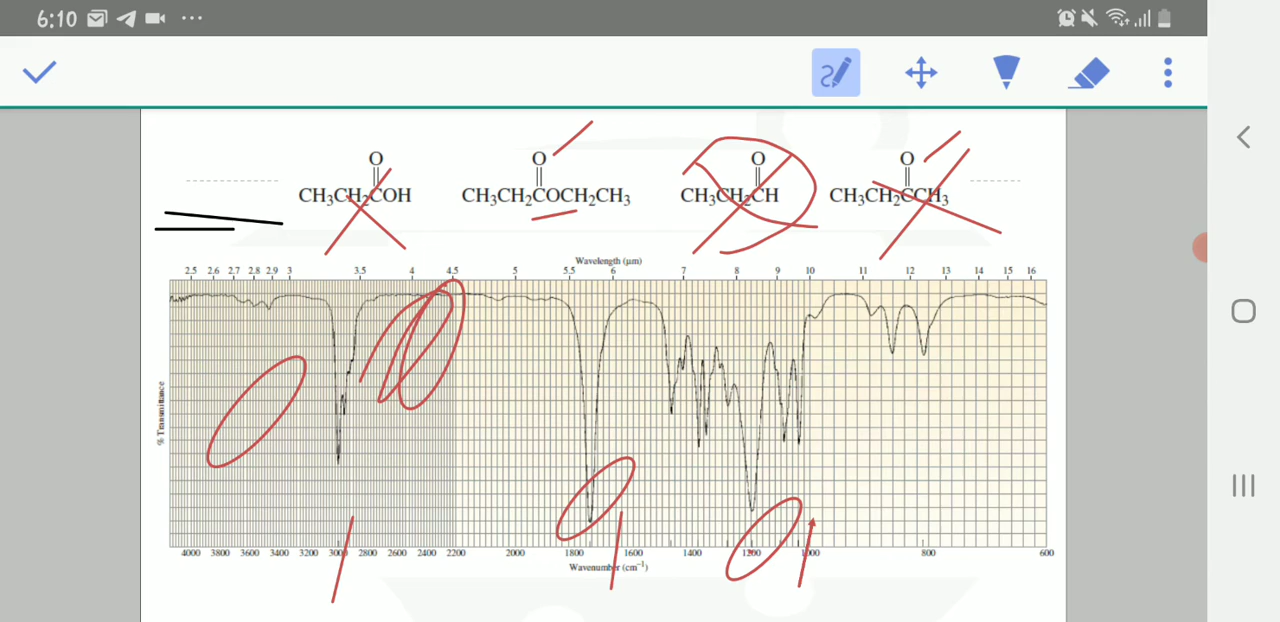 6:10
O O O O
CH3CH2COH CH3CH2COCH2CH3 CH3CH2CH CH3CH2CCH3
Wavelength (µm)
2.5 2.6 2.7 2.8 2.9 3 3.5 4 4.5 5 5.5 6 7 8 9 10 11 12 13 14 15 16
% Transmittance
4000 3800 3600 3400 3200 3000 2800 2600 2400 2200 2000 1800 1600 1400 1200 1000 800 600
Wavenumber (cm⁻¹)